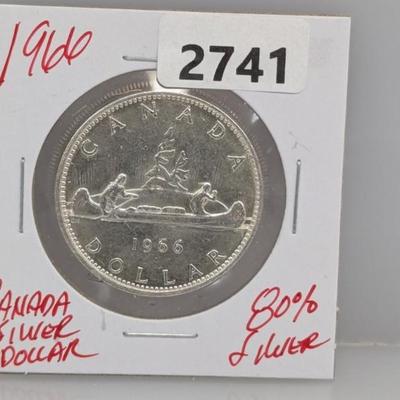 1966
2741
CANADA
1966
DOLLAR
CANADA
SILVER
DOLLAR
80%
SILVER